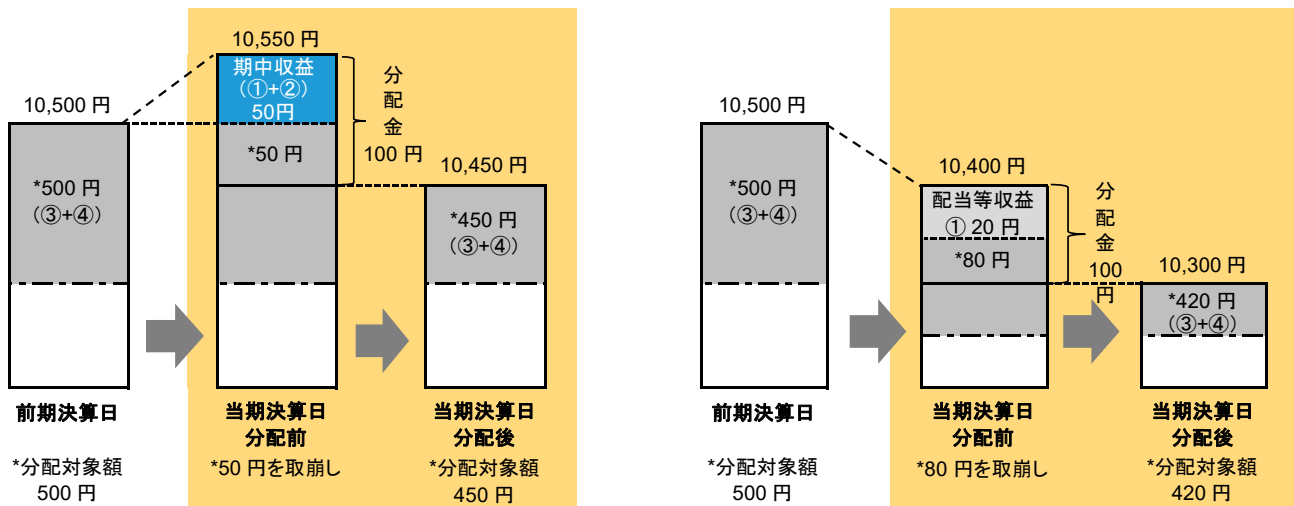 10,550 円
期中収益
(①+②)
50円
分
配
金
100 円
10,500 円
*500 円
(③+④)
*50 円
10,450 円
*450 円
(③+④)
前期決算日
当期決算日
分配前
当期決算日
分配後
*分配対象額
500 円
*50 円を取崩し
*分配対象額
450 円
10,500 円
*500 円
(③+④)
10,400 円
配当等収益
① 20 円
*80 円
分
配
金
100
円
10,300 円
*420 円
(③+④)
前期決算日
当期決算日
分配前
当期決算日
分配後
*分配対象額
500 円
*80 円を取崩し
*分配対象額
420 円